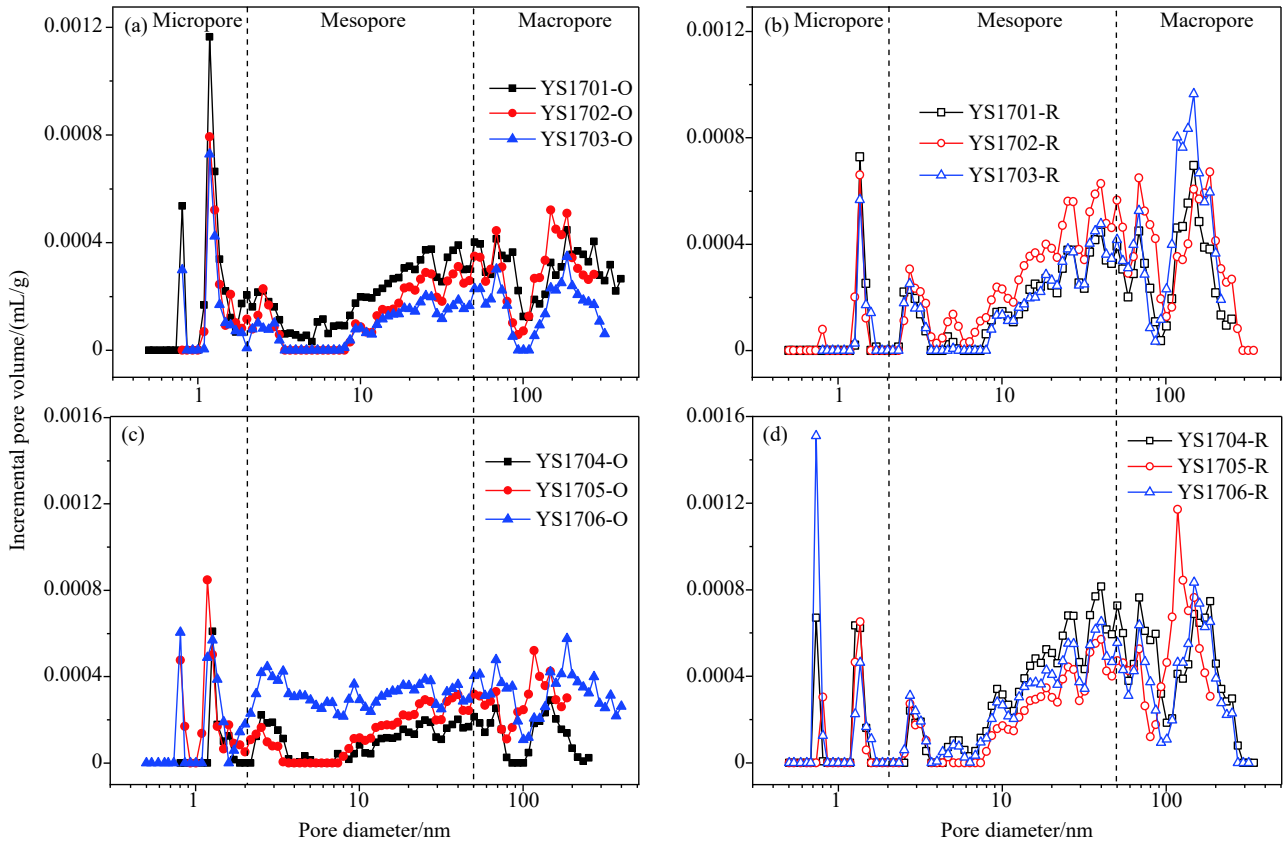 Incremental pore volume/(mL/g)
(a)
Micropore Mesopore Macropore
YS1701-O
YS1702-O
YS1703-O
0.0012
0.0008
0.0004
0
1 10 100
(b)
Micropore Mesopore Macropore
YS1701-R
YS1702-R
YS1703-R
0.0012
0.0008
0.0004
0
1 10 100
(c)
YS1704-O
YS1705-O
YS1706-O
0.0016
0.0012
0.0008
0.0004
0
1 10 100
Pore diameter/nm
(d)
YS1704-R
YS1705-R
YS1706-R
0.0016
0.0012
0.0008
0.0004
0
1 10 100
Pore diameter/nm